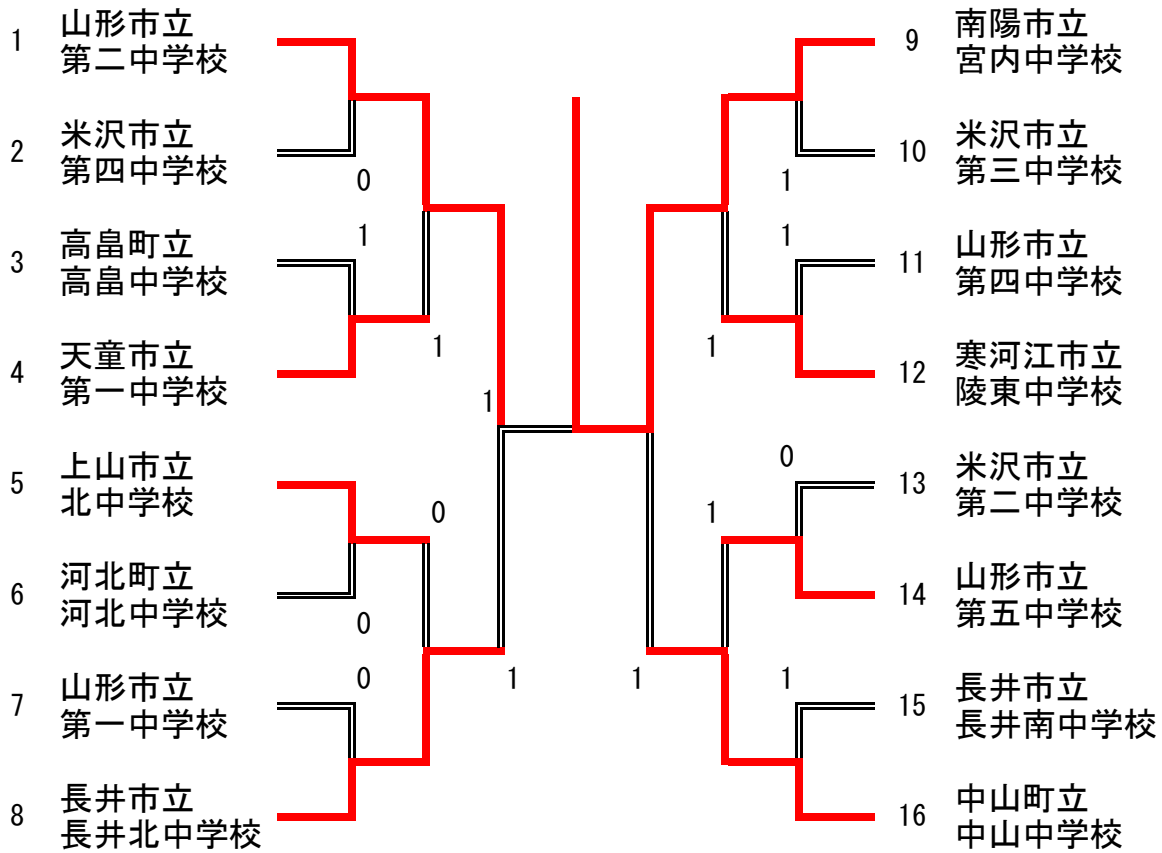 1
山形市立
第二中学校
2
米沢市立
第四中学校
0
3
高畠町立
高畠中学校
1
4
天童市立
第一中学校
1
1
5
上山市立
北中学校
0
6
河北町立
河北中学校
0
7
山形市立
第一中学校
0
1
8
長井市立
長井北中学校
9
南陽市立
宮内中学校
10
米沢市立
第三中学校
1
11
山形市立
第四中学校
1
12
寒河江市立
陵東中学校
1
13
米沢市立
第二中学校
0
1
14
山形市立
第五中学校
15
長井市立
長井南中学校
1
1
16
中山町立
中山中学校